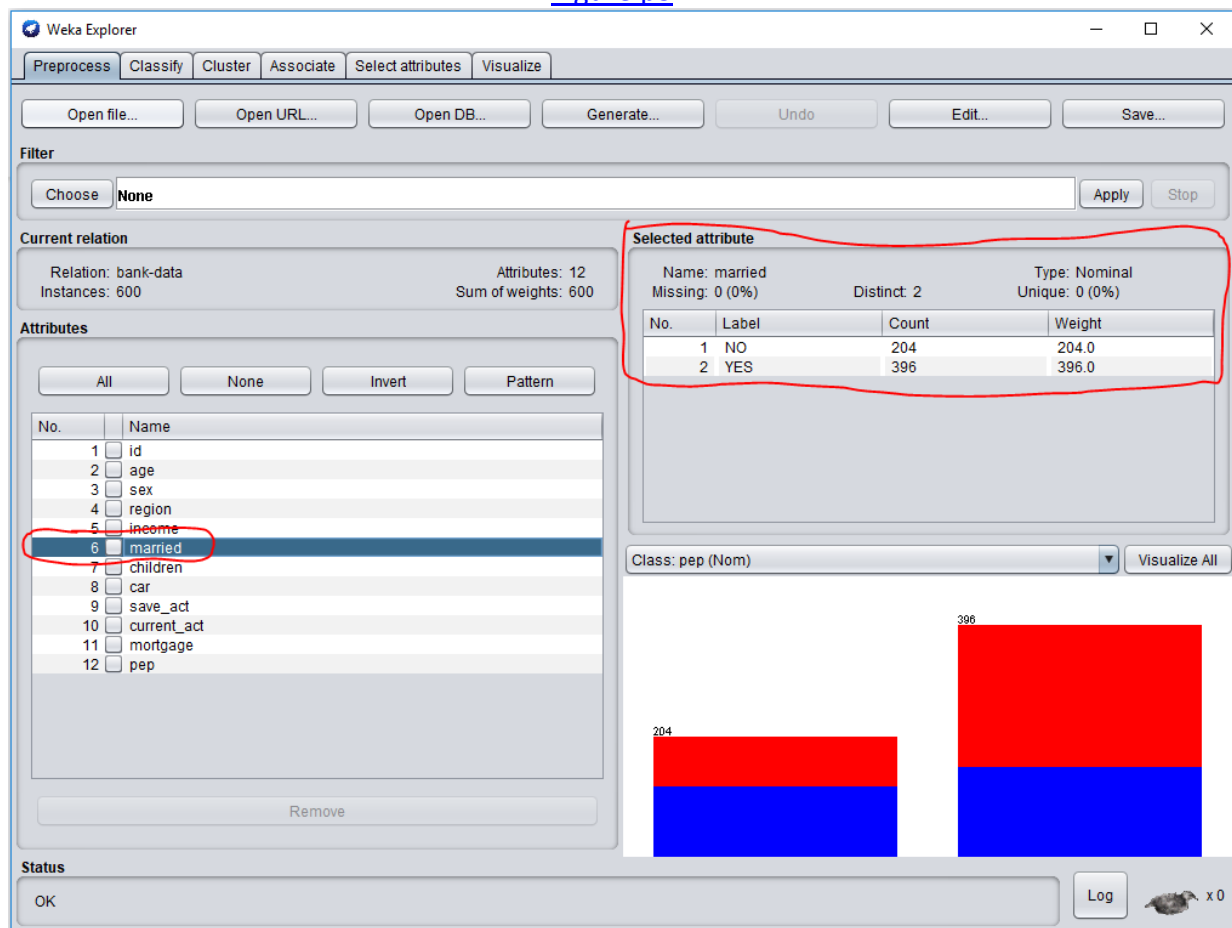 Weka Explorer
Preprocess Classify Cluster Associate Select attributes Visualize
Open file... Open URL... Open DB... Generate... Undo Edit... Save...
Filter
Choose None Apply Stop
Current relation
Relation: bank-data Attributes: 12
Instances: 600 Sum of weights: 600
Attributes
All None Invert Pattern
No. Name
1 id
2 age
3 sex
4 region
5 income
6 married
7 children
8 car
9 save_act
10 current_act
11 mortgage
12 pep
Remove
Selected attribute
Name: married Type: Nominal
Missing: 0 (0%) Distinct: 2 Unique: 0 (0%)
No. Label Count Weight
1 NO 204 204.0
2 YES 396 396.0
Class: pep (Nom) Visualize All
204
396
Status
OK
Log x 0